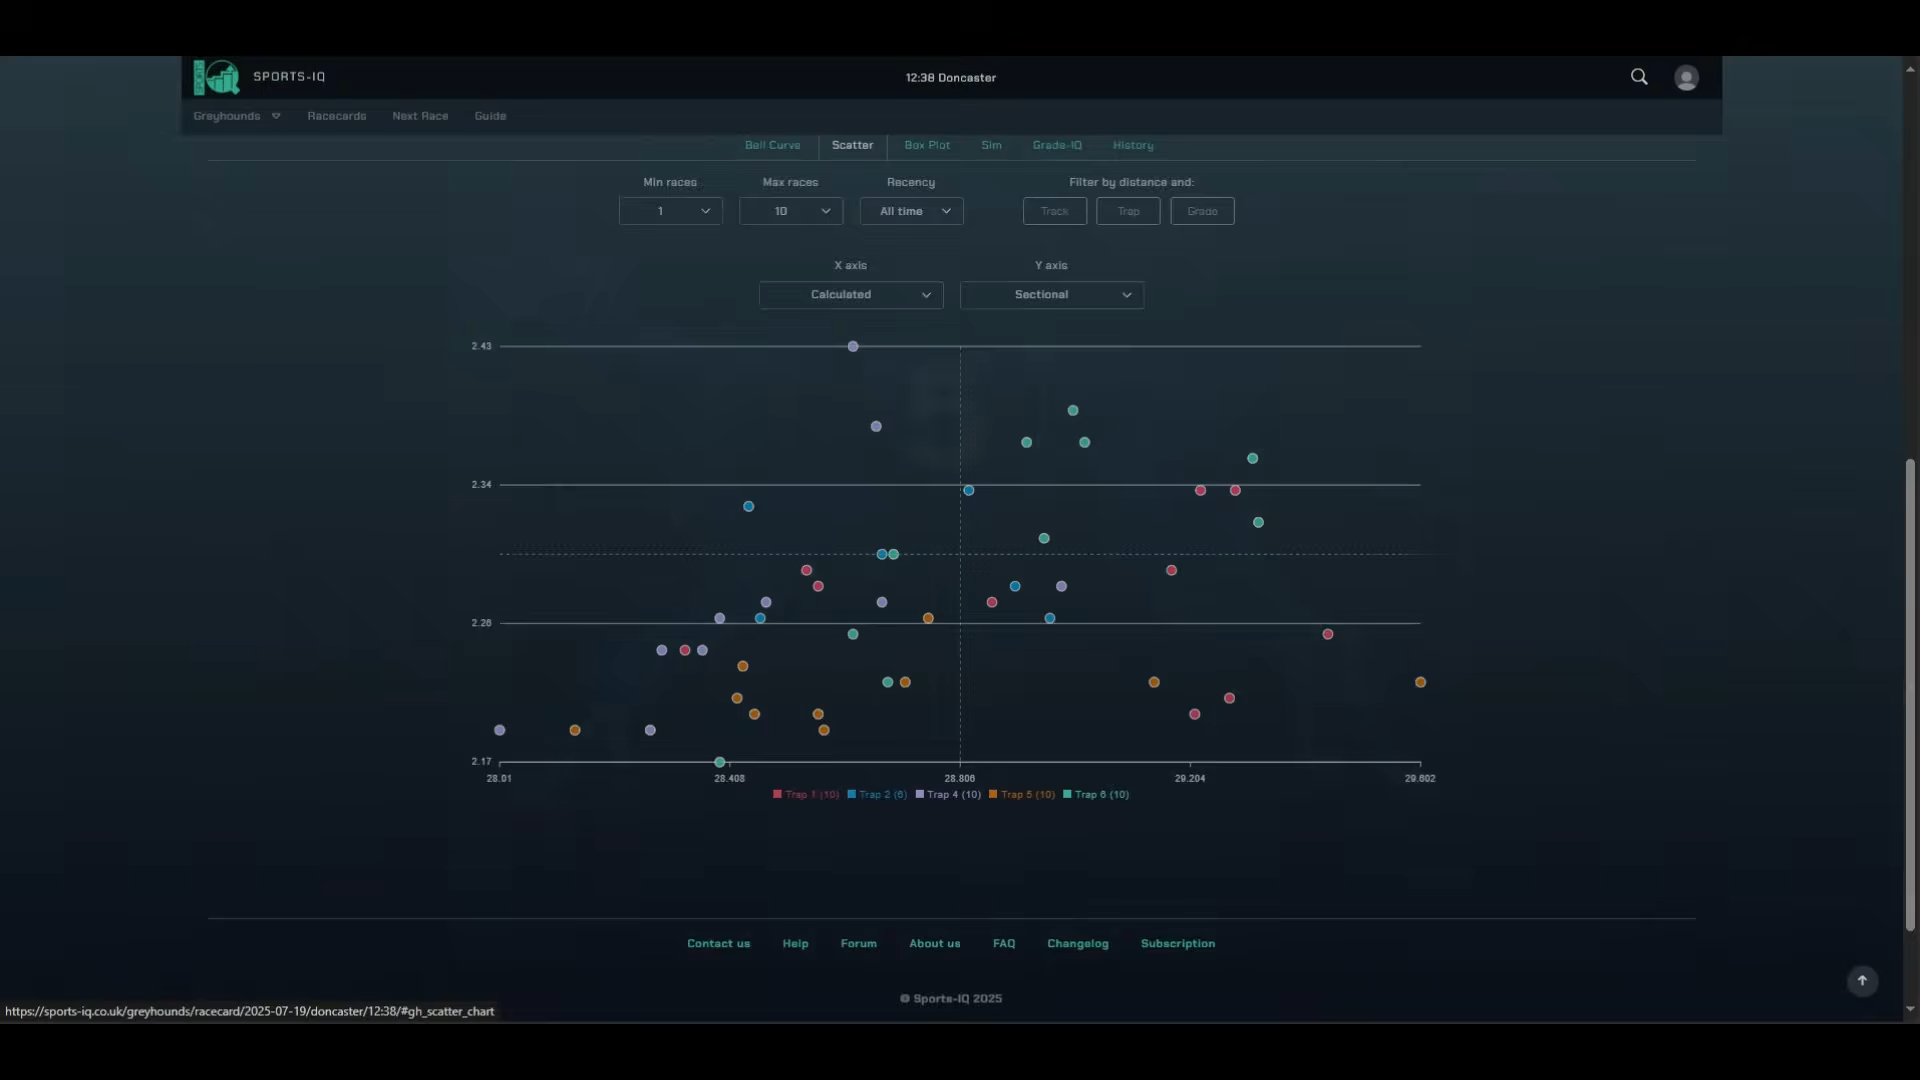 SPORTS-IQ
12:38 Doncaster
Greyhounds Racecards Next Race Guide
Bell Curve Scatter Box Plot Sim Grade-IQ History
Min races Max races Recency Filter by distance and:
1 10 All time Track Trap Grade
X axis Y axis
Calculated Sectional
2.43
2.34
2.26
2.17
28.01 28.408 28.806 29.204 29.602
Trap 1 (10) Trap 2 (6) Trap 4 (10) Trap 5 (10) Trap 6 (10)
Contact us Help Forum About us FAQ Changelog Subscription
© Sports-IQ 2025
https://sports-iq.co.uk/greyhounds/racecard/2025-07-19/doncaster/12:38/#gh_scatter_chart